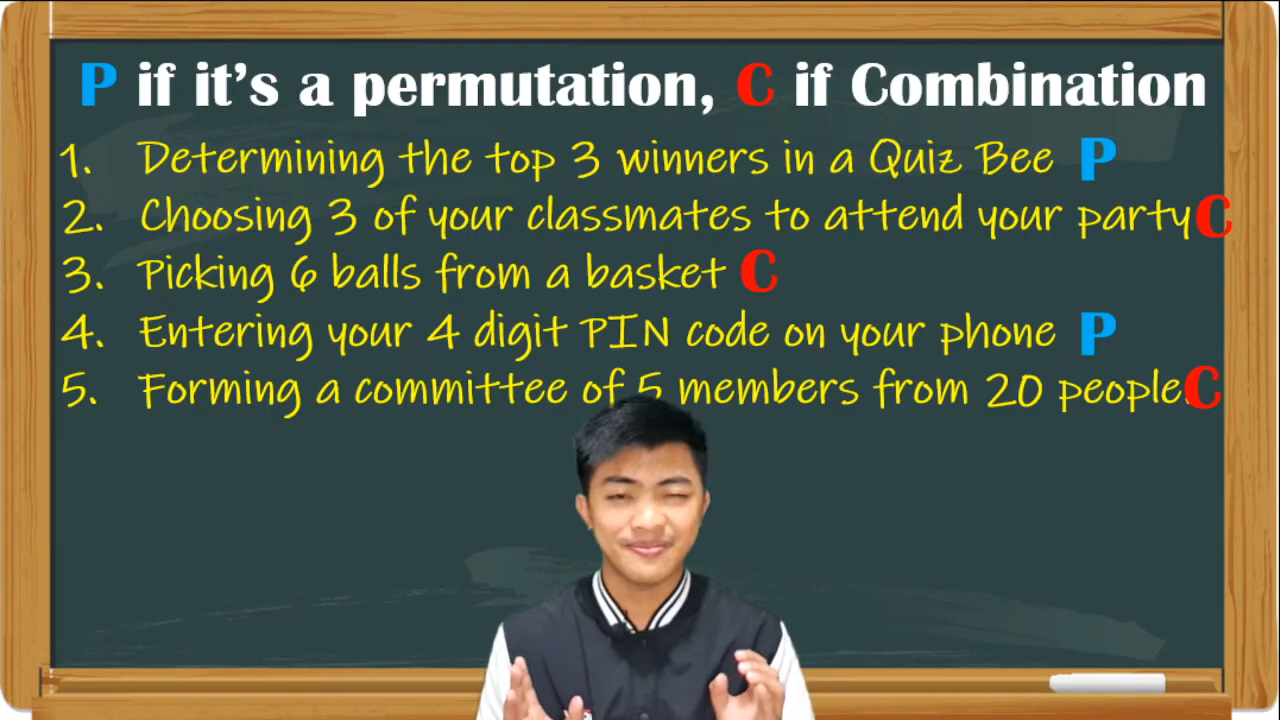 P if it's a permutation, C if Combination
1. Determining the top 3 winners in a Quiz Bee P
2. Choosing 3 of your classmates to attend your party C
3. Picking 6 balls from a basket C
4. Entering your 4 digit PIN code on your phone P
5. Forming a committee of 5 members from 20 people. C